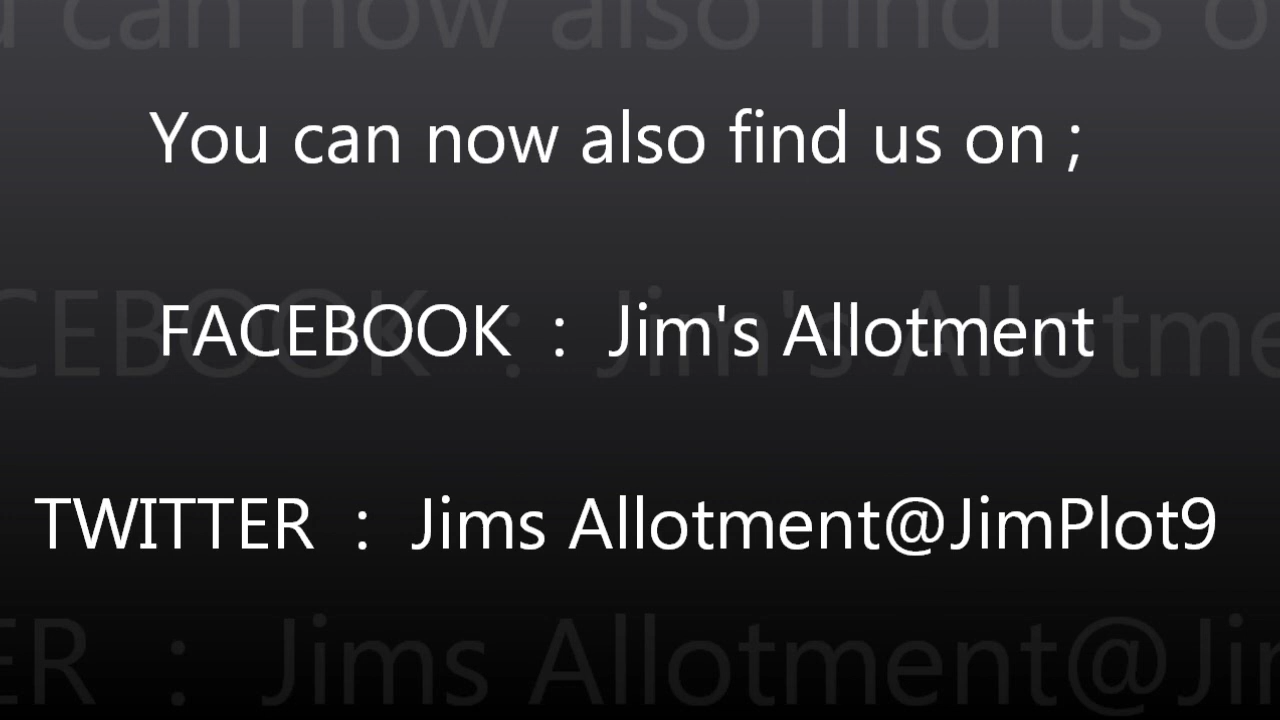 You can now also find us on ;
FACEBOOK : Jim's Allotment
TWITTER : Jims Allotment@JimPlot9